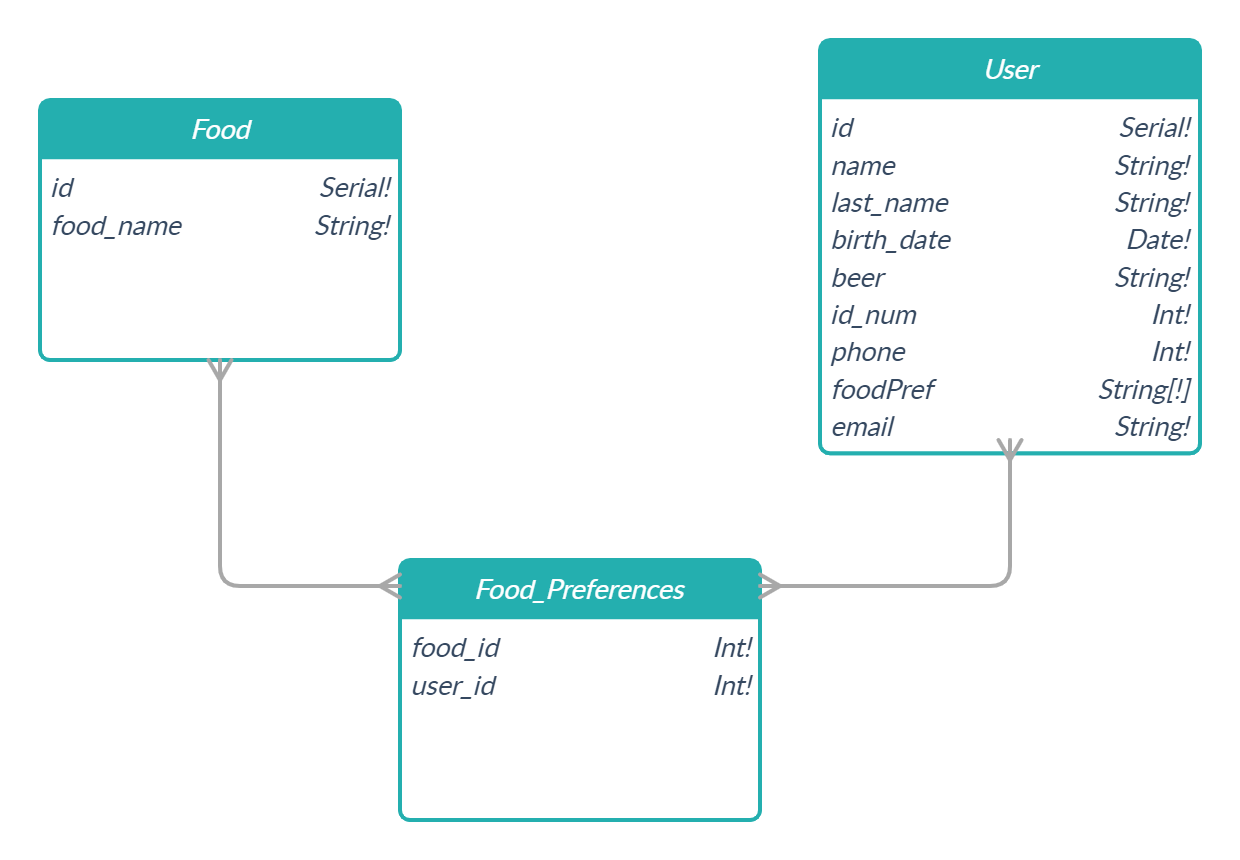 Food
id Serial!
food_name String!
User
id Serial!
name String!
last_name String!
birth_date Date!
beer String!
id_num Int!
phone Int!
foodPref String[!]
email String!
Food_Preferences
food_id Int!
user_id Int!